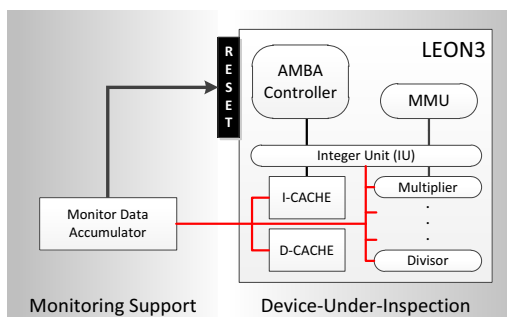 LEON3
RESET
AMBA
Controller
MMU
Integer Unit (IU)
I-CACHE
Multiplier
Monitor Data
Accumulator
D-CACHE
Divisor
Monitoring Support
Device-Under-Inspection